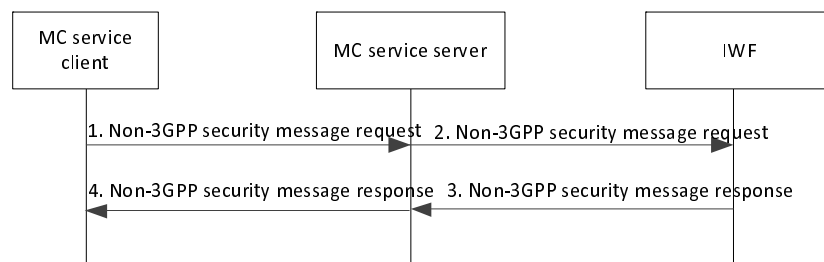 MC service
client
MC service server
IWF
1. Non-3GPP security message request
2. Non-3GPP security message request
4. Non-3GPP security message response
3. Non-3GPP security message response